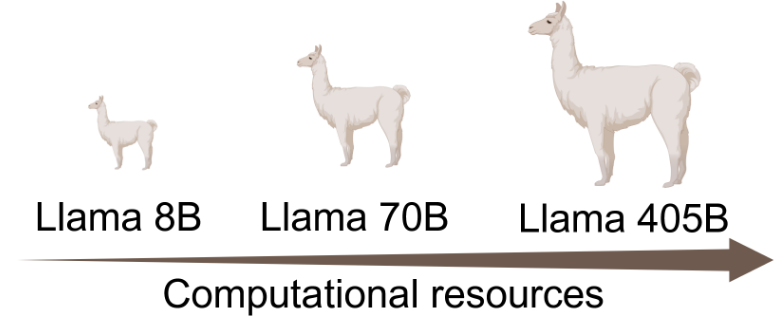 Llama 8B
Llama 70B
Llama 405B
Computational resources